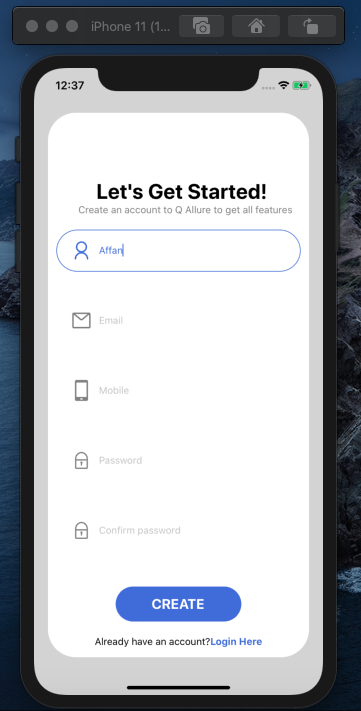 iPhone 11 (1...
12:37
Let's Get Started!
Create an account to Q Allure to get all features
Affan
Email
Mobile
Password
Confirm password
CREATE
Already have an account?Login Here